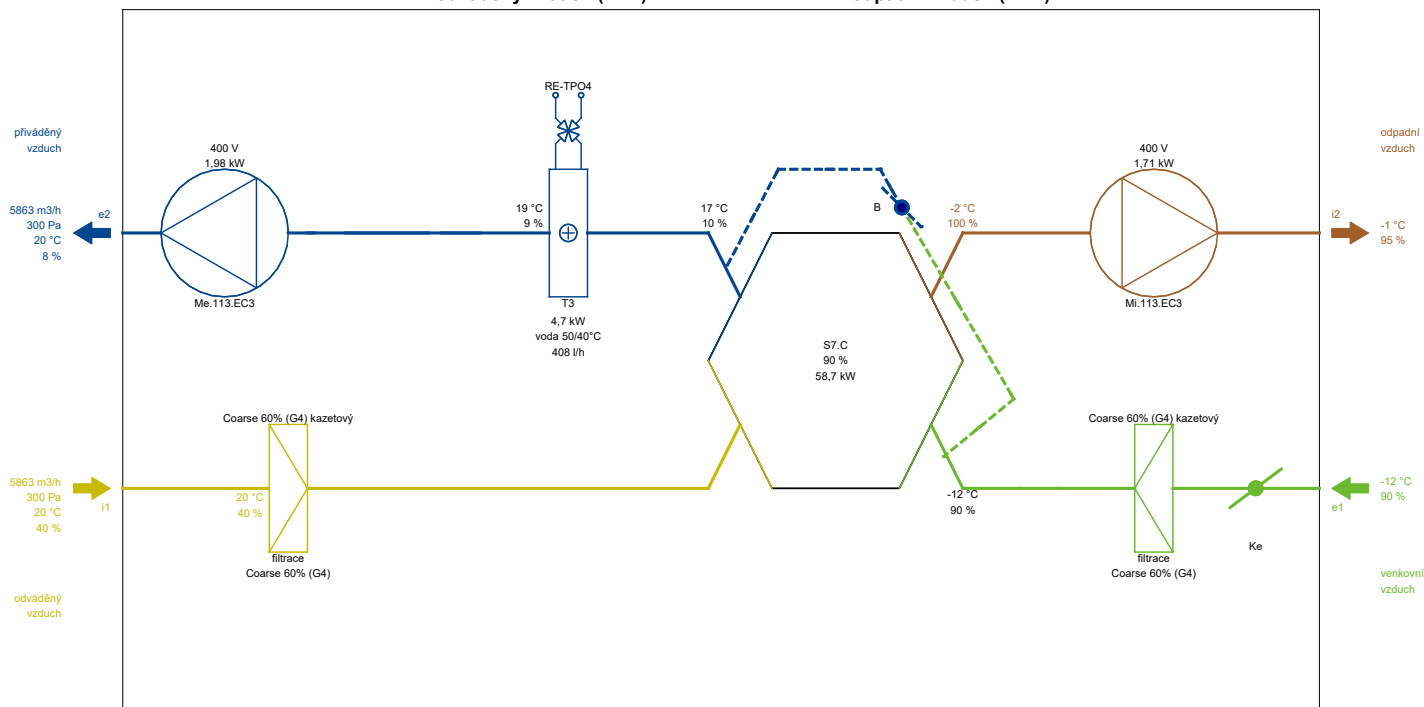 RE-TPO4
přiváděný
vzduch
400 V
1,98 kW
5863 m3/h
300 Pa
20 °C
8 %
e2
Me.113.EC3
19 °C
9 %
T3
4,7 kW
voda 50/40°C
408 l/h
17 °C
10 %
B
-2 °C
100 %
400 V
1,71 kW
Mi.113.EC3
odpadní
vzduch
i2
-1 °C
95 %
S7.C
90 %
58,7 kW
Coarse 60% (G4) kazetový
5863 m3/h
300 Pa
20 °C
40 %
i1
20 °C
40 %
filtrace
Coarse 60% (G4)
odváděný
vzduch
-12 °C
90 %
Coarse 60% (G4) kazetový
filtrace
Coarse 60% (G4)
Ke
-12 °C
90 %
e1
venkovní
vzduch